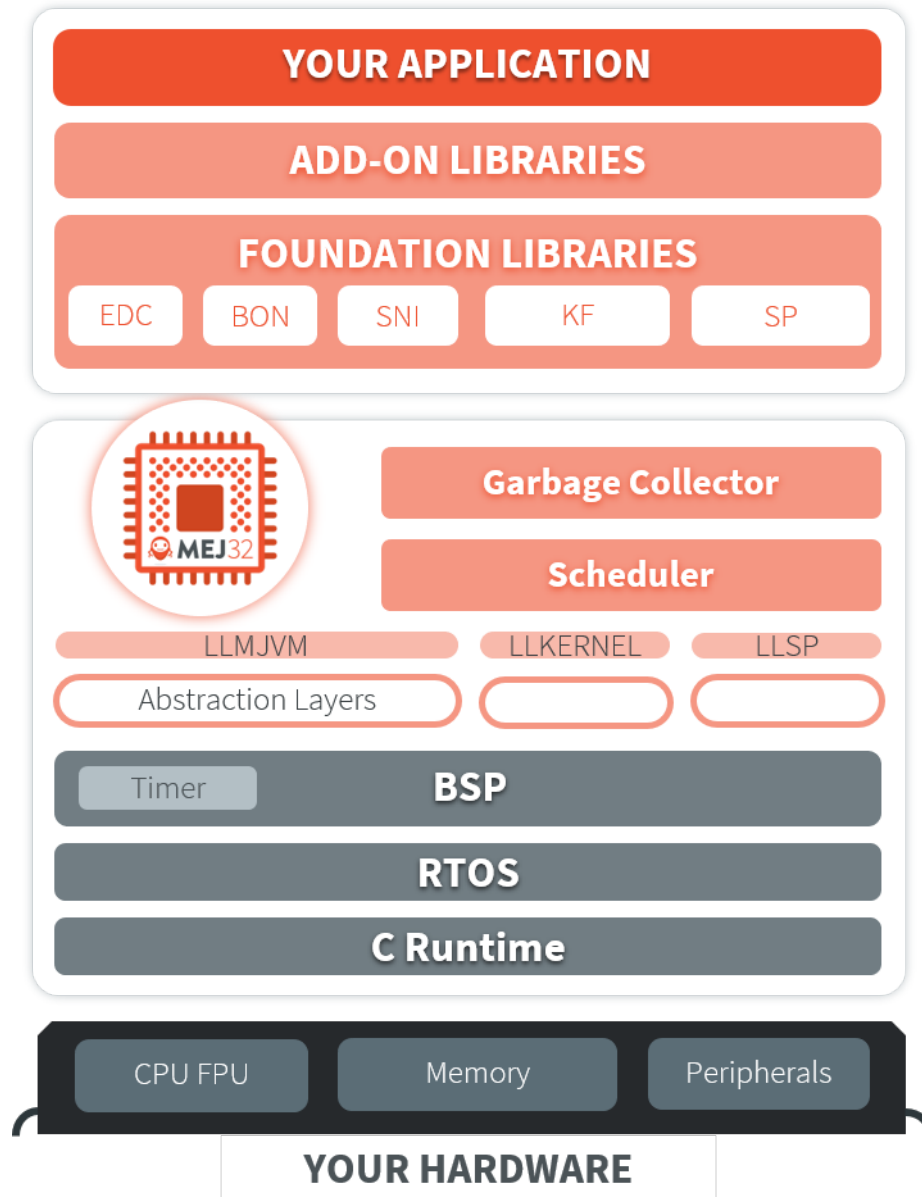 YOUR APPLICATION
ADD-ON LIBRARIES
FOUNDATION LIBRARIES
EDC BON SNI KF SP
Garbage Collector
MEJ32
Scheduler
LLMJVM LLKERNEL LLSP
Abstraction Layers
Timer BSP
RTOS
C Runtime
CPU FPU Memory Peripherals
YOUR HARDWARE